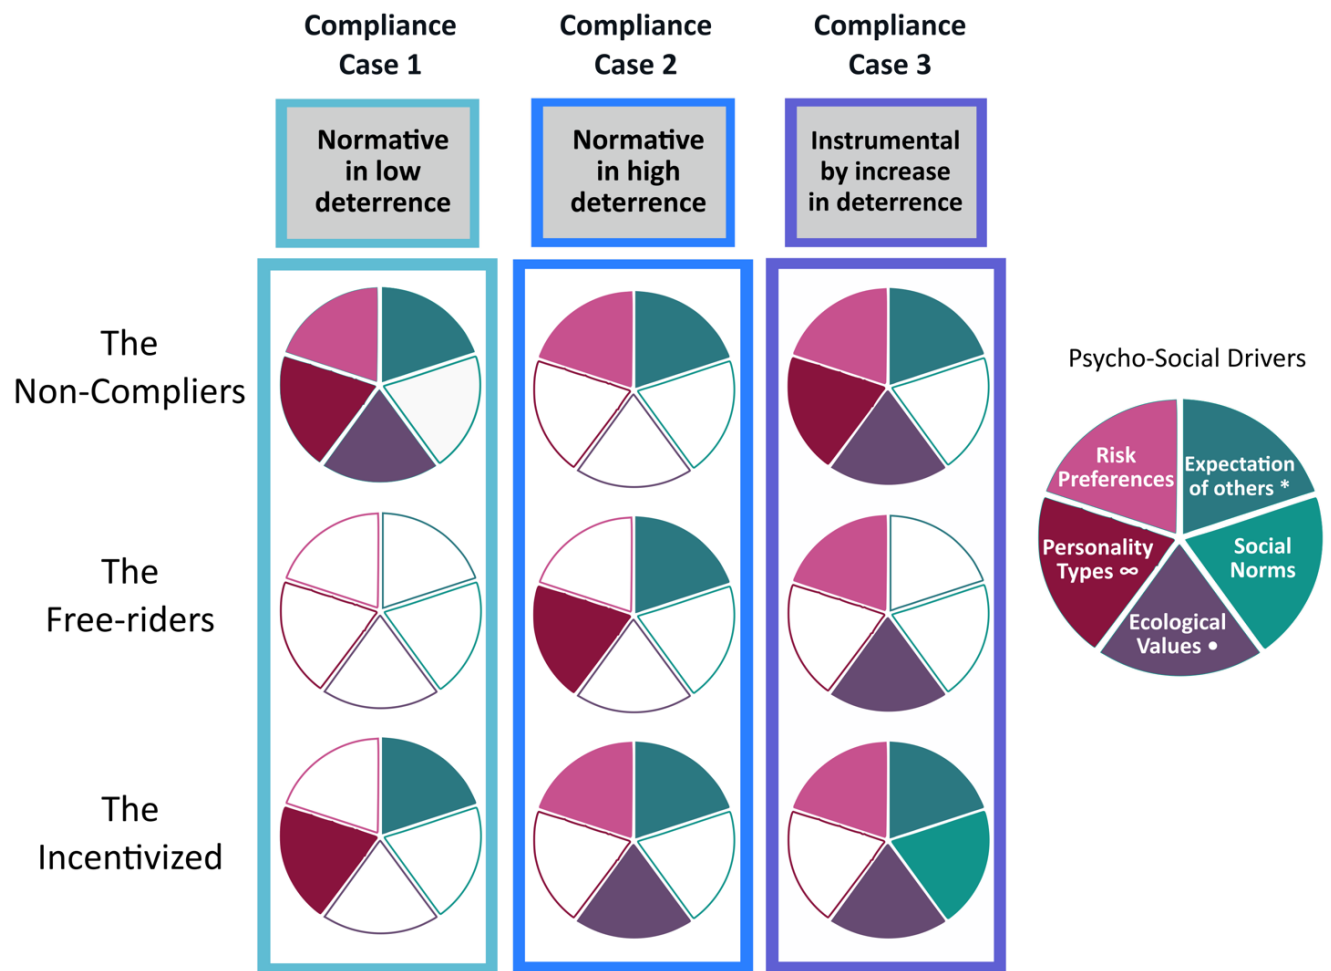 Compliance
Case 1
Compliance
Case 2
Compliance
Case 3
Normative
in low
deterrence
Normative
in high
deterrence
Instrumental
by increase
in deterrence
The
Non-Compliers
Psycho-Social Drivers
Risk
Preferences
Expectation
of others *
Personality
Types ∞
Social
Norms
Ecological
Values •
The
Free-riders
The
Incentivized